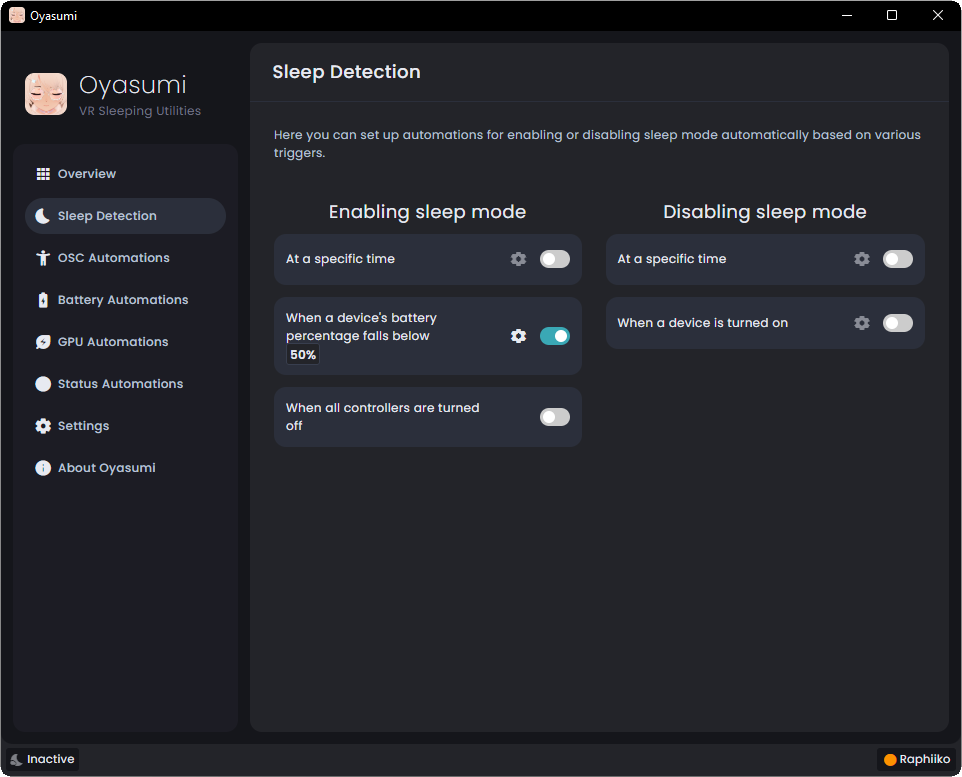 Oyasumi
Oyasumi
VR Sleeping Utilities
Overview
Sleep Detection
OSC Automations
Battery Automations
GPU Automations
Status Automations
Settings
About Oyasumi
Sleep Detection
Here you can set up automations for enabling or disabling sleep mode automatically based on various
triggers.
Enabling sleep mode
At a specific time
When a device's battery
percentage falls below
50%
When all controllers are turned
off
Disabling sleep mode
At a specific time
When a device is turned on
Inactive
Raphiiko